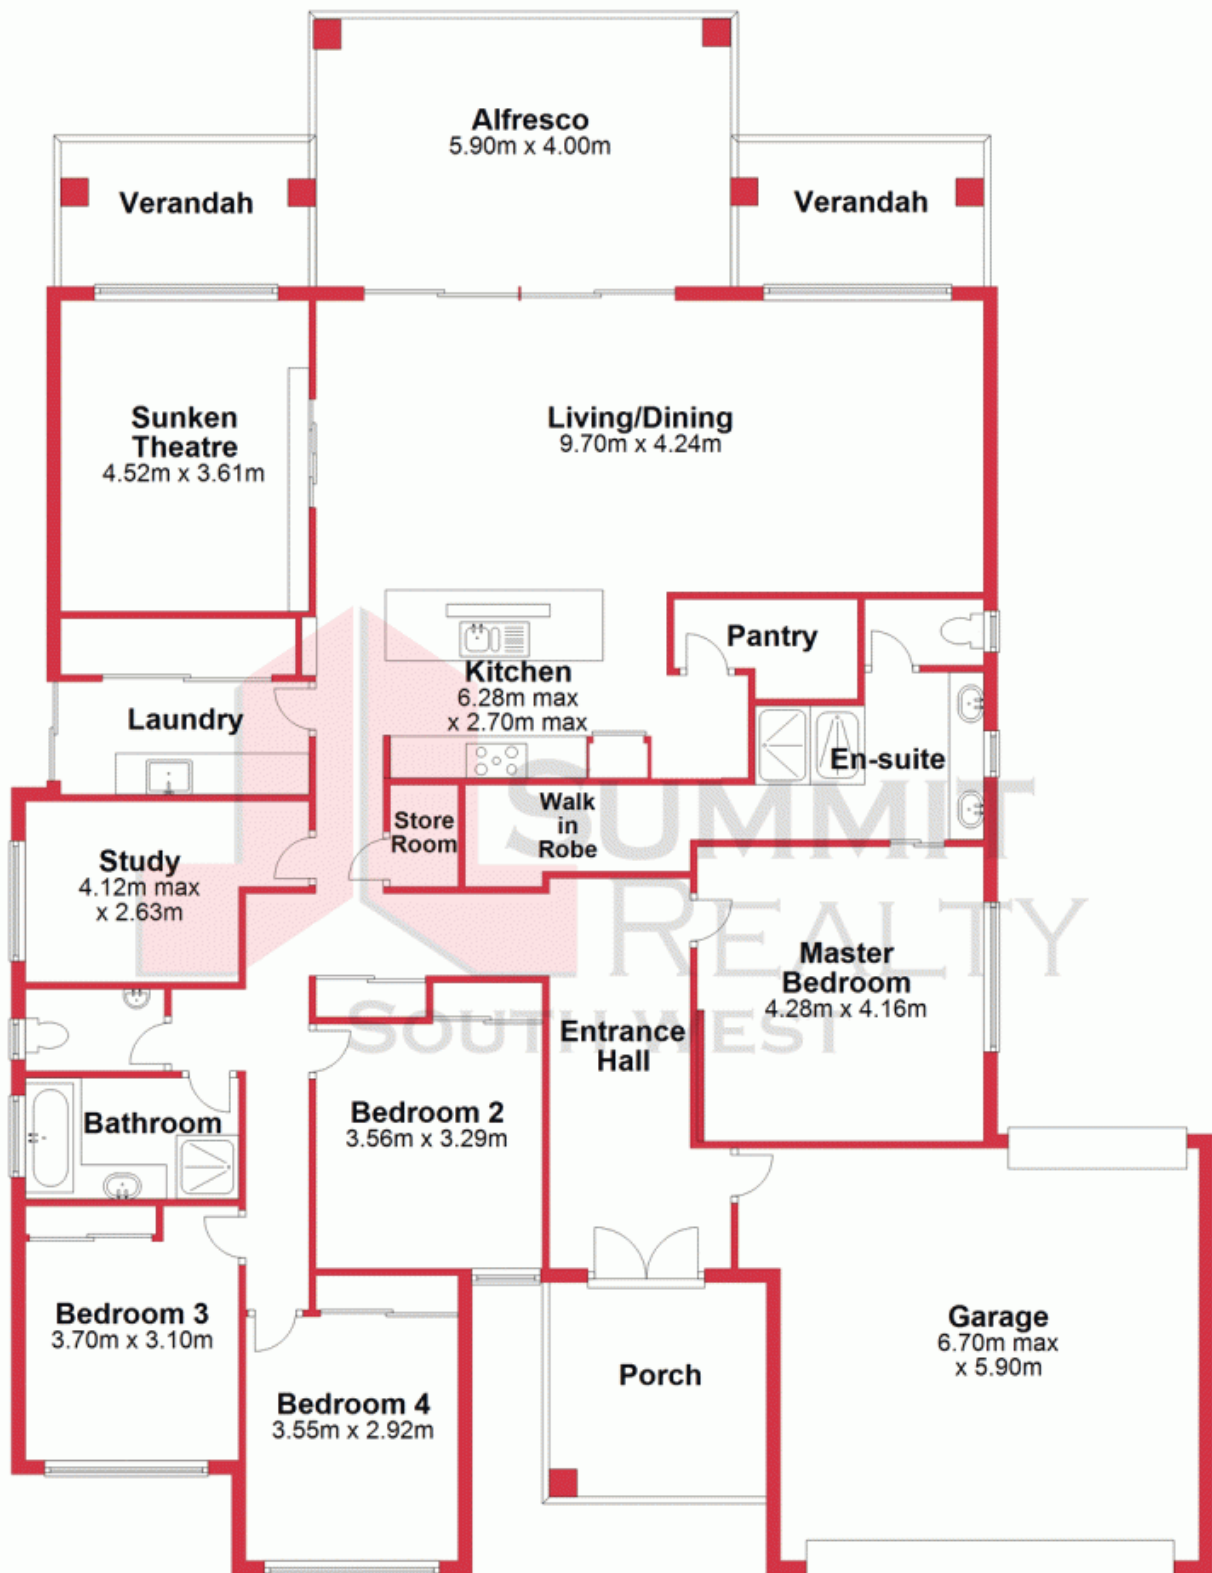 Alfresco
5.90m x 4.00m
Verandah
Verandah
Sunken
Theatre
4.52m x 3.61m
Living/Dining
9.70m x 4.24m
Pantry
Kitchen
6.28m max
x 2.70m max
Laundry
En-suite
Walk
in
Robe
Store
Room
Study
4.12m max
x 2.63m
SUMMIT
REALTY
SOUTH WEST
Master
Bedroom
4.28m x 4.16m
Entrance
Hall
Bedroom 2
3.56m x 3.29m
Bathroom
Bedroom 3
3.70m x 3.10m
Bedroom 4
3.55m x 2.92m
Porch
Garage
6.70m max
x 5.90m